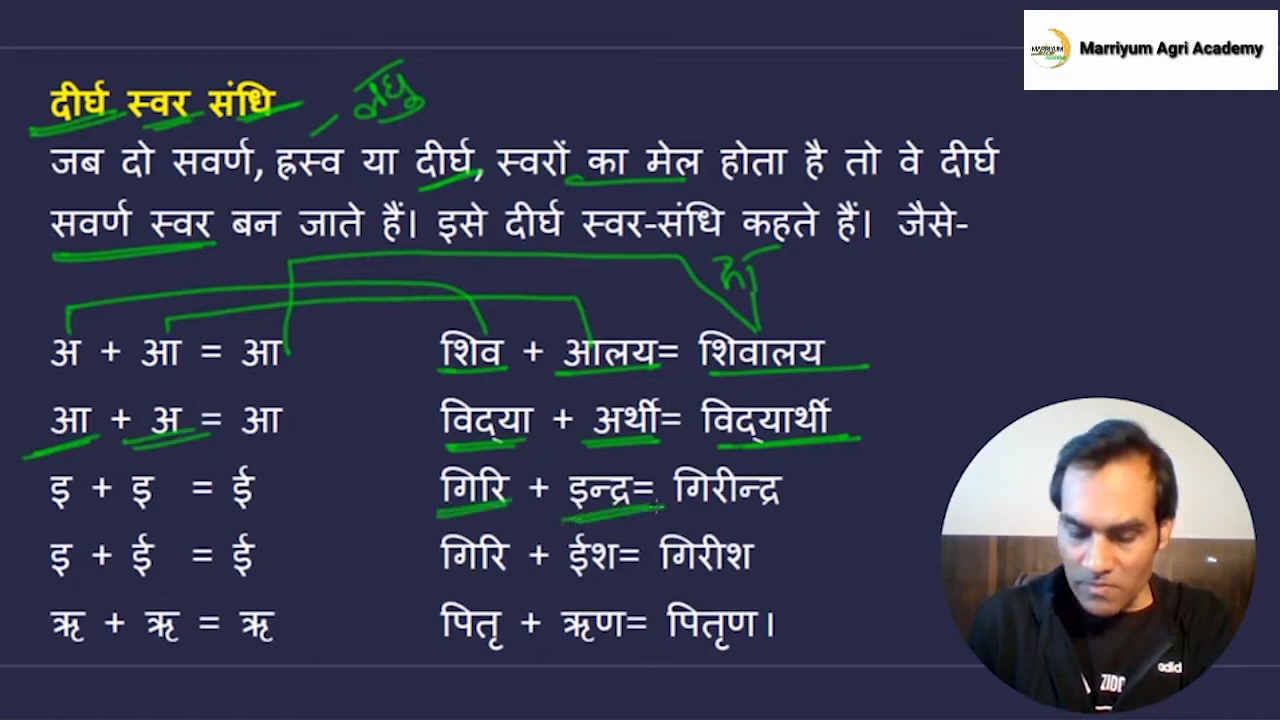 Marriyum Agri Academy
दीर्घ स्वर संधि
लघु
जब दो सवर्ण, ह्रस्व या दीर्घ, स्वरों का मेल होता है तो वे दीर्घ
सवर्ण स्वर बन जाते हैं। इसे दीर्घ स्वर-संधि कहते हैं। जैसे-
अ + आ = आ शिव + आलय= शिवालय
आ + अ = आ विद्‌या + अर्थी= विद्‌यार्थी
इ + इ = ई गिरि + इन्द्र= गिरीन्द्र
इ + ई = ई गिरि + ईश= गिरीश
ऋ + ऋ = ऋ पितृ + ऋण= पितृण।